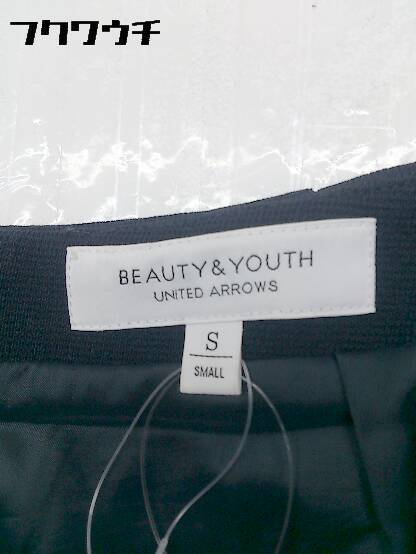 フクワウチ
BEAUTY&YOUTH
UNITED ARROWS
S
SMALL